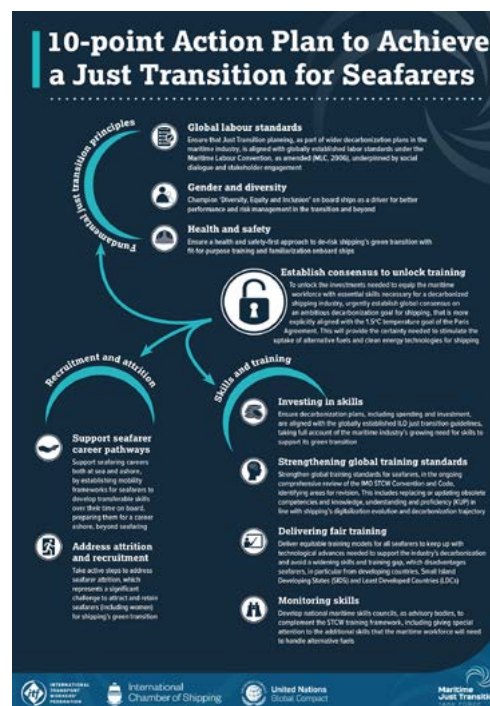 10-point Action Plan to Achieve
a Just Transition for Seafarers
Fundamental just transition principles
Global labour standards
Ensure that Just Transition planning, as part of wider decarbonization plans in the
maritime industry, is aligned with globally established labor standards under the
Maritime Labour Convention, as amended (MLC, 2006), underpinned by social
dialogue and stakeholder engagement
Gender and diversity
Champion 'Diversity, Equity and Inclusion' on board ships as a driver for better
performance and risk management in the transition and beyond
Health and safety
Ensure a health and safety-first approach to de-risk shipping's green transition with
fit-for-purpose training and familiarization onboard ships
Establish consensus to unlock training
To unlock the investments needed to equip the maritime
workforce with essential skills necessary for a decarbonized
shipping industry, urgently establish global consensus on
an ambitious decarbonization goal for shipping, that is more
explicitly aligned with the 1.5ºC temperature goal of the Paris
Agreement. This will provide the certainty needed to stimulate the
uptake of alternative fuels and clean energy technologies for shipping
Recruitment and attrition
Support seafarer
career pathways
Support seafaring careers
both at sea and ashore,
by establishing mobility
frameworks for seafarers to
develop transferable skills
over their time on board,
preparing them for a career
ashore, beyond seafaring
Address attrition
and recruitment
Take active steps to address
seafarer attrition, which
represents a significant
challenge to attract and retain
seafarers (including women)
for shipping's green transition
Skills and training
Investing in skills
Ensure decarbonization plans, including spending and investment,
are aligned with the globally established ILO just transition guidelines,
taking full account of the maritime industry's growing need for skills to
support its green transition
Strengthening global training standards
Strengthen global training standards for seafarers, in the ongoing
comprehensive review of the IMO STCW Convention and Code,
identifying areas for revision. This includes replacing or updating obsolete
competencies and knowledge, understanding and proficiency (KUP) in
line with shipping's digitalization evolution and decarbonization trajectory
Delivering fair training
Deliver equitable training models for all seafarers to keep up with
technological advances needed to support the industry's decarbonization
and avoid a widening skills and training gap, which disadvantages
seafarers, in particular from developing countries, Small Island
Developing States (SIDS) and Least Developed Countries (LDCs)
Monitoring skills
Develop national maritime skills councils, as advisory bodies, to
complement the STCW training framework, including giving special
attention to the additional skills that the maritime workforce will need
to handle alternative fuels
itf
INTERNATIONAL
TRANSPORT
WORKERS'
FEDERATION
International
Chamber of Shipping
United Nations
Global Compact
Maritime
Just Transiti
TASK FORCE